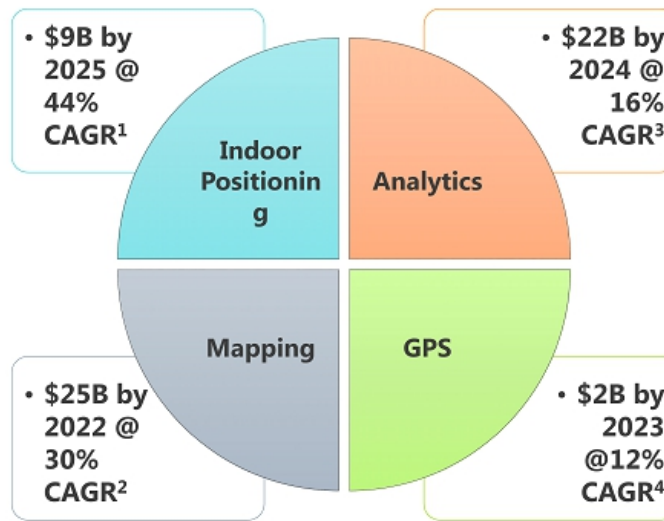 • $9B by
2025 @
44%
CAGR¹
• $22B by
2024 @
16%
CAGR³
Indoor
Positionin
g
Analytics
Mapping
GPS
• $25B by
2022 @
30%
CAGR²
• $2B by
2023
@12%
CAGR⁴